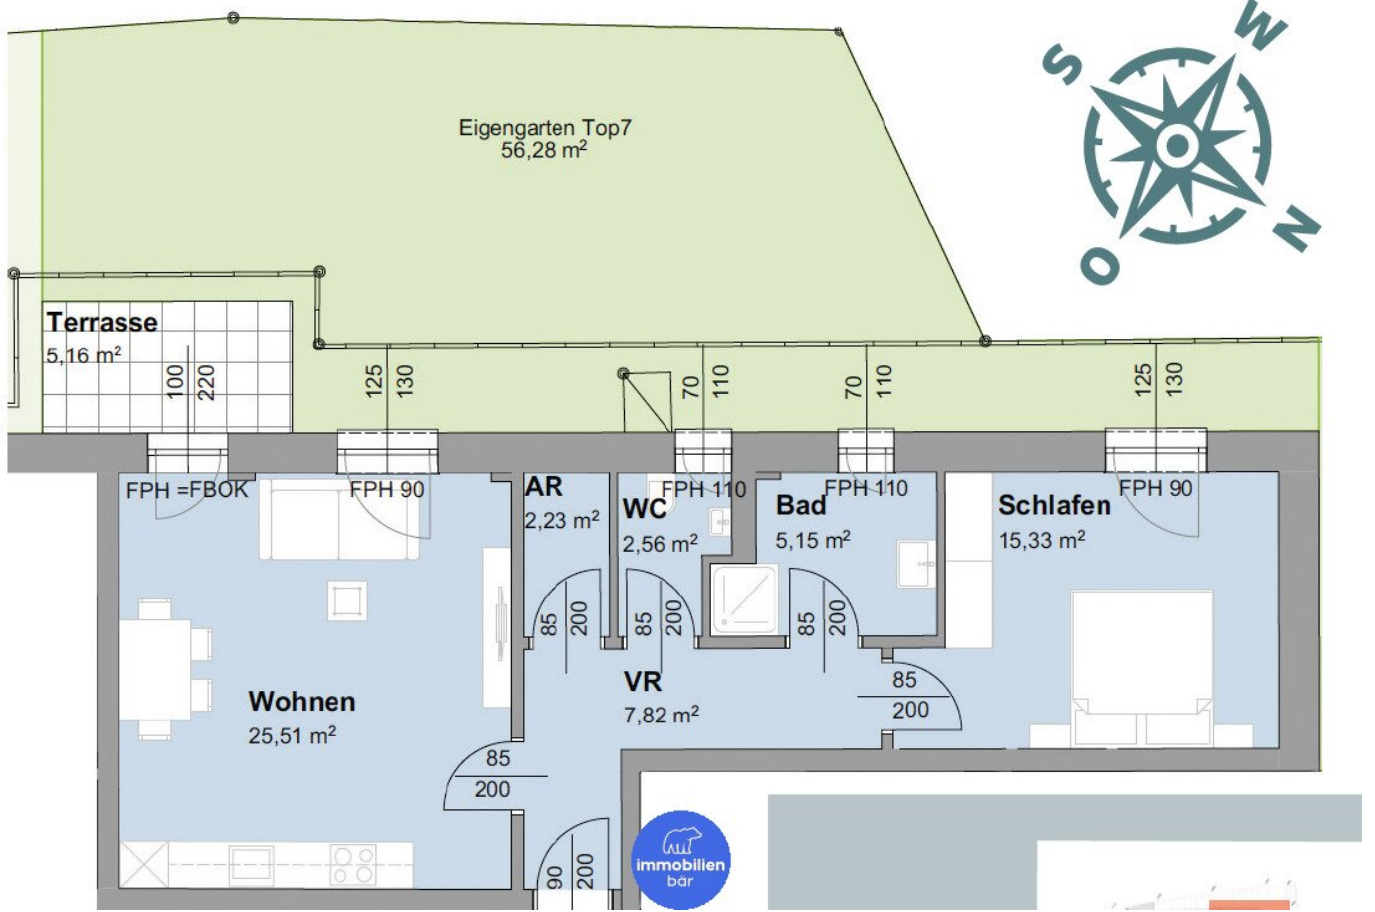 W
S
N
O
Eigengarten Top7
56,28 m²
Terrasse
5,16 m²
100
220
125
130
70
110
70
110
125
130
FPH =FBOK
FPH 90
FPH 110
FPH 110
FPH 90
AR
2,23 m²
WC
2,56 m²
Bad
5,15 m²
Schlafen
15,33 m²
85
200
85
200
85
200
Wohnen
25,51 m²
VR
7,82 m²
85
200
85
200
90
200
immobilien
bär